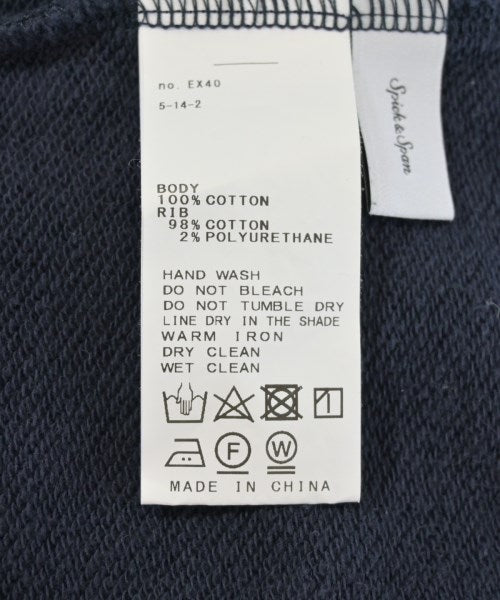 no. EX40
5-14-2
BODY
100% COTTON
RIB
98% COTTON
2% POLYURETHANE
HAND WASH
DO NOT BLEACH
DO NOT TUMBLE DRY
LINE DRY IN THE SHADE
WARM IRON
DRY CLEAN
WET CLEAN
F W
MADE IN CHINA
Spick & Span